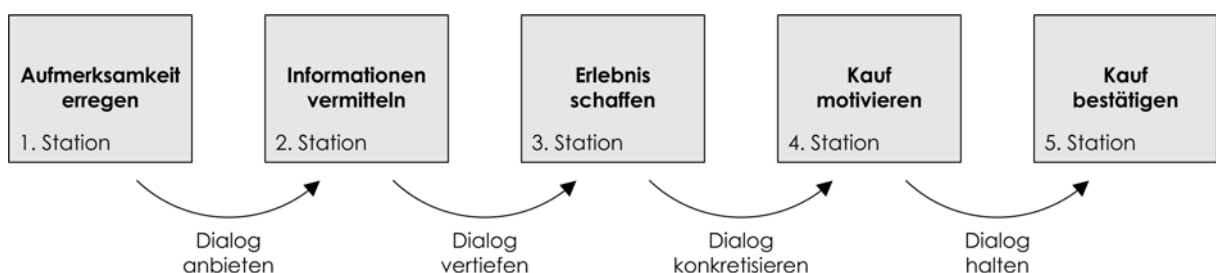 Aufmerksamkeit
erregen
1. Station
Informationen
vermitteln
2. Station
Erlebnis
schaffen
3. Station
Kauf
motivieren
4. Station
Kauf
bestätigen
5. Station
Dialog
anbieten
Dialog
vertiefen
Dialog
konkretisieren
Dialog
halten